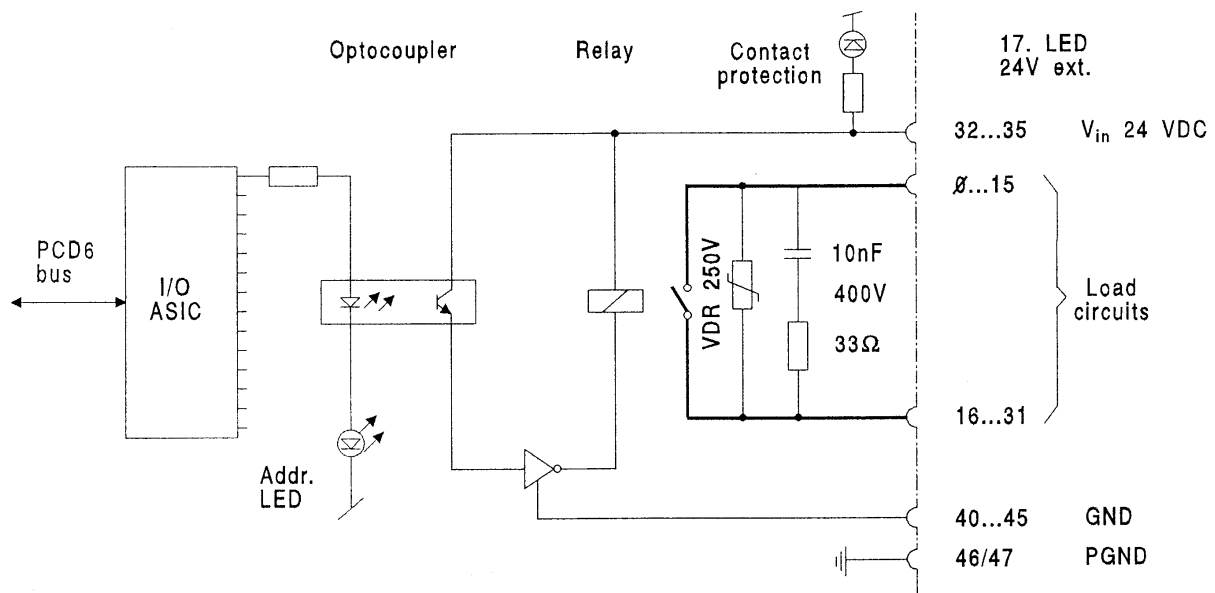 Optocoupler
Relay
Contact
protection
17. LED
24V ext.
32...35 Vin 24 VDC
Ø...15
PCD6
bus
I/O
ASIC
VDR 250V
10nF
400V
33Ω
Load
circuits
16...31
Addr.
LED
40...45 GND
46/47 PGND